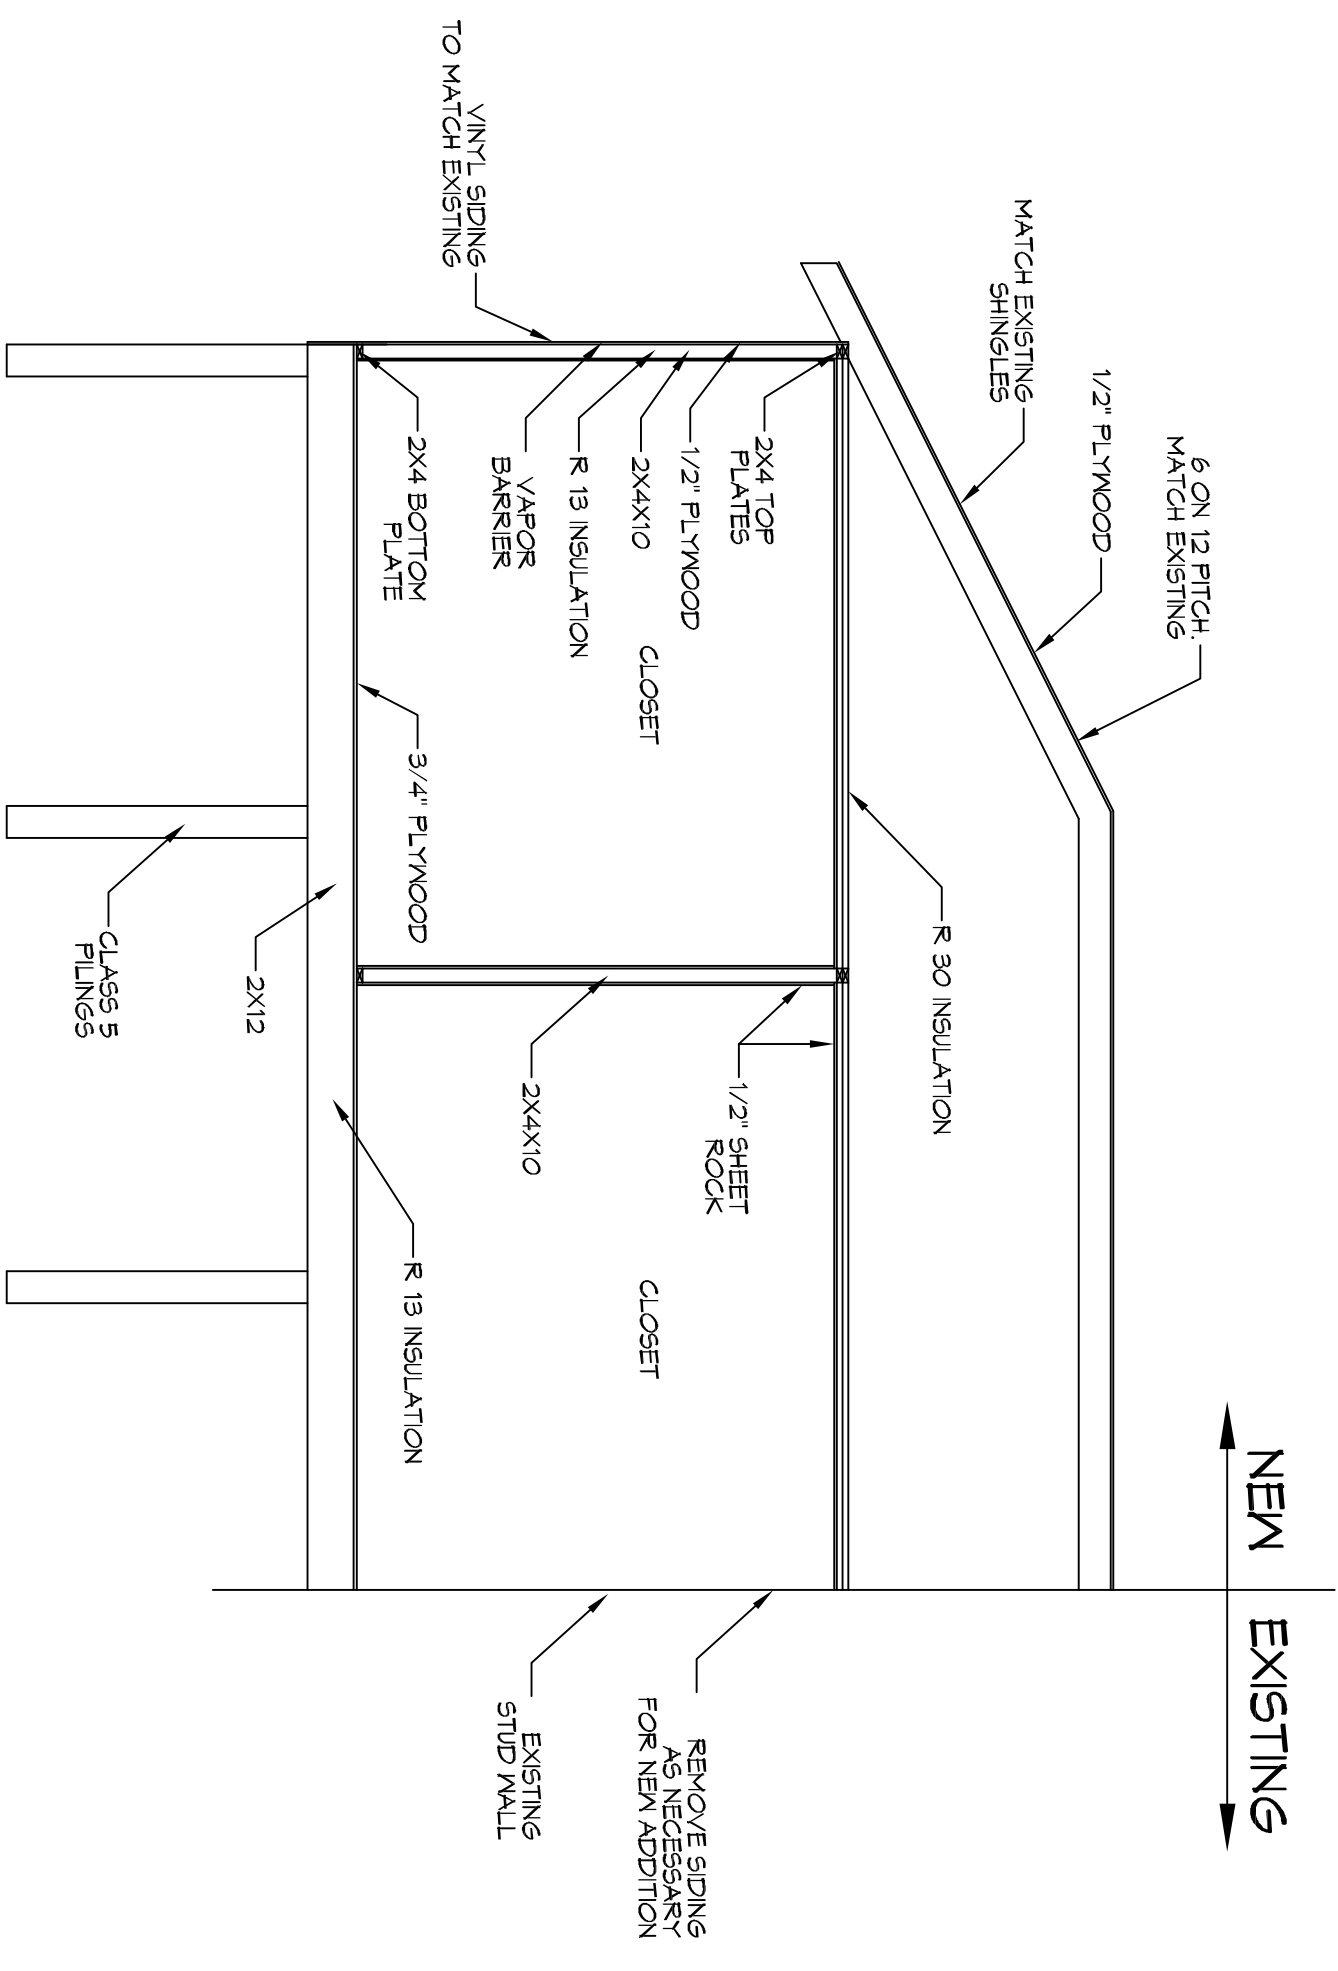 NEW
EXISTING
6 ON 12 PITCH.
MATCH EXISTING
1/2" PLYWOOD
MATCH EXISTING
SHINGLES
R 30 INSULATION
2X4 TOP
PLATES
1/2" PLYWOOD
2X4X10
R 13 INSULATION
VAPOR
BARRIER
2X4 BOTTOM
PLATE
VINYL SIDING
TO MATCH EXISTING
CLOSET
3/4" PLYWOOD
1/2" SHEET
ROCK
2X4X10
CLOSET
R 13 INSULATION
REMOVE SIDING
AS NECESSARY
FOR NEW ADDITION
EXISTING
STUD WALL
2X12
CLASS 5
PILINGS